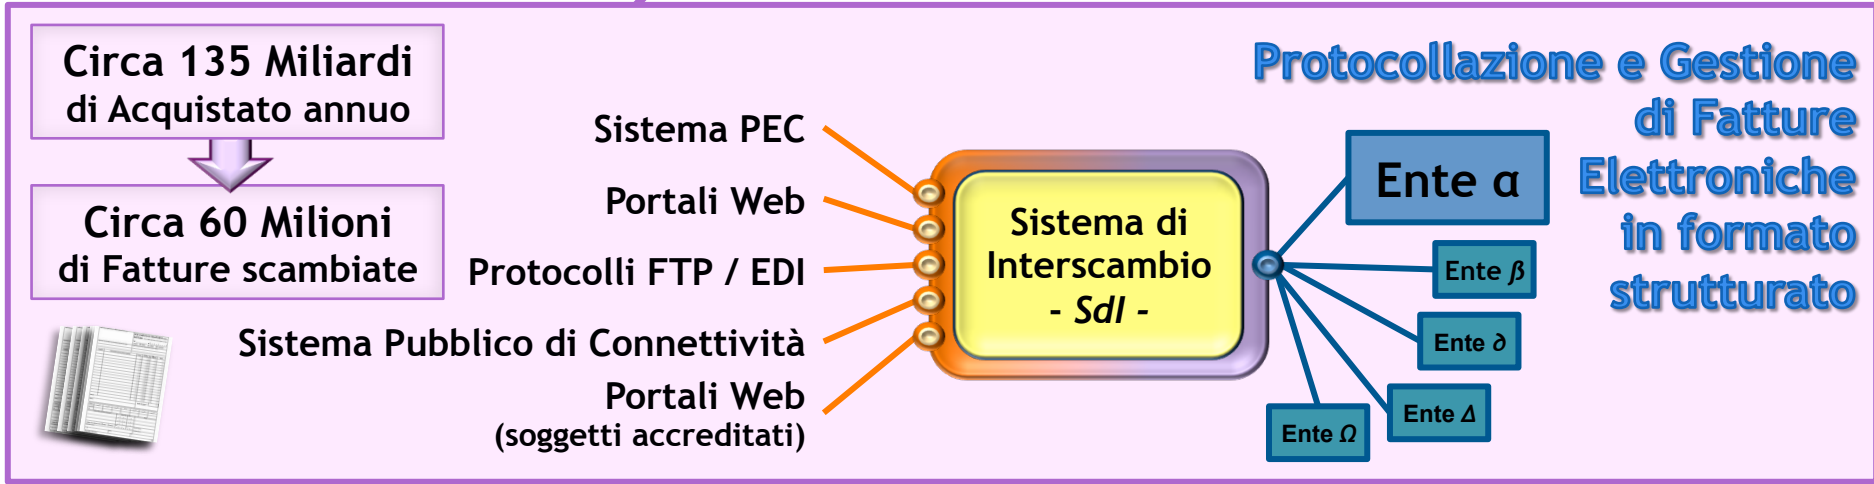 Circa 135 Miliardi
di Acquistato annuo
Circa 60 Milioni
di Fatture scambiate
Sistema PEC
Portali Web
Protocolli FTP / EDI
Sistema Pubblico di Connettività
Portali Web
(soggetti accreditati)
Sistema di
Interscambio
- SdI -
Protocollazione e Gestione
di Fatture
Elettroniche
in formato
strutturato
Ente α
Ente β
Ente ∂
Ente Δ
Ente Ω